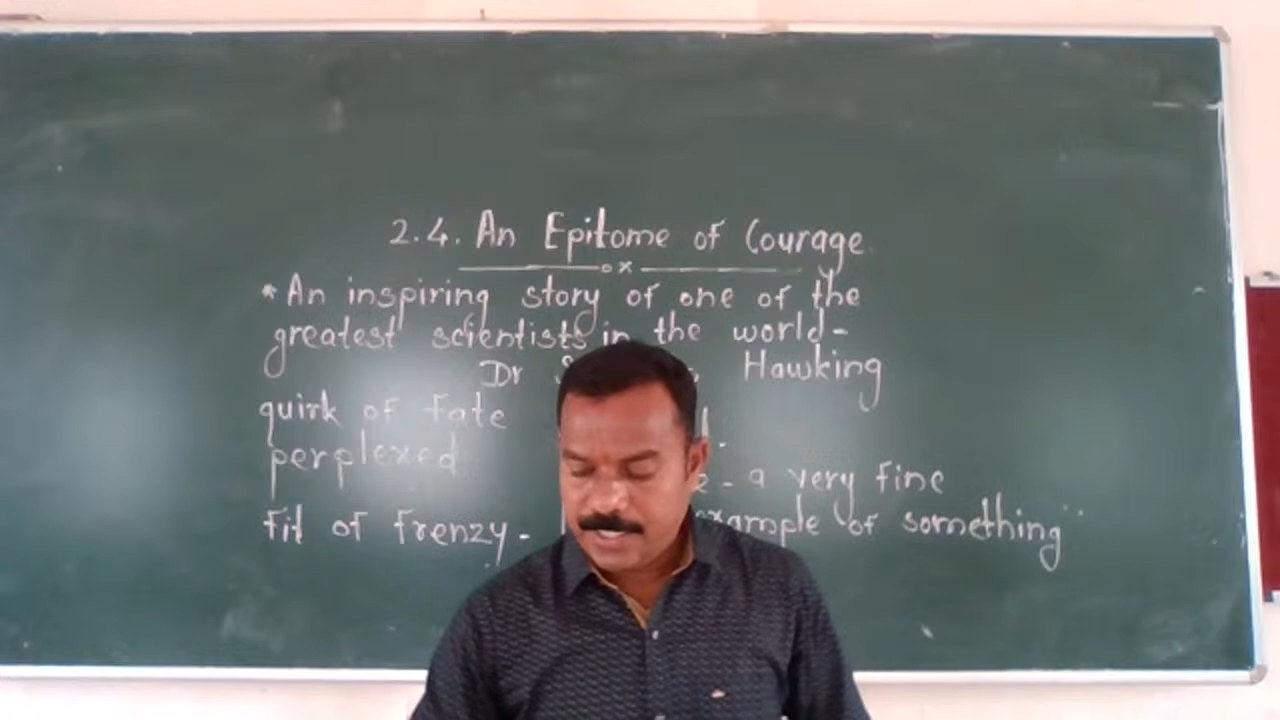 2.4. An Epitome of Courage
* An inspiring story of one of the
greatest scientists in the world-
Dr Hawking
quirk of fate
perplexed
- a very fine
fit of frenzy- example of something